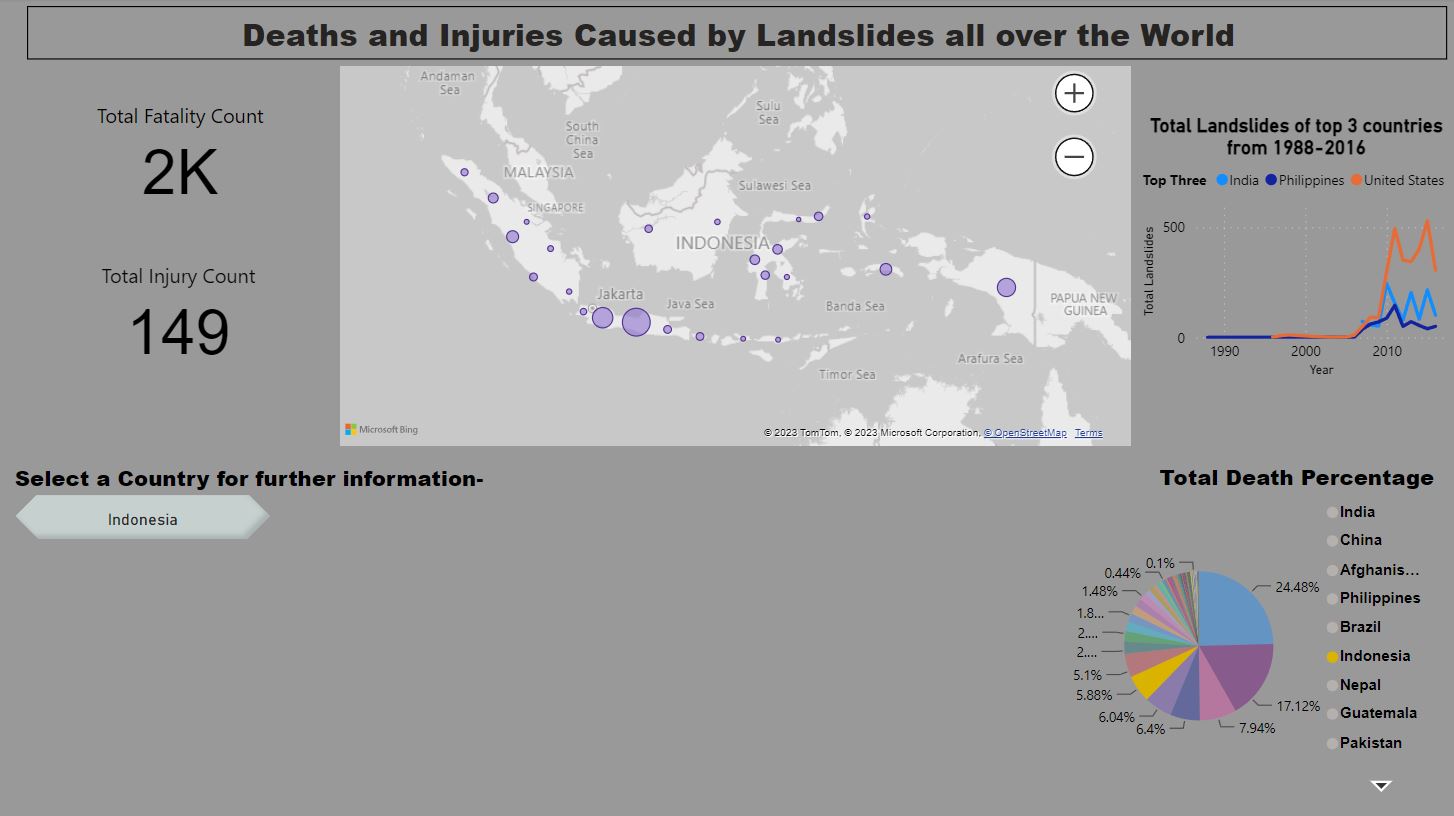 Deaths and Injuries Caused by Landslides all over the World
Total Fatality Count
2K
Total Injury Count
149
Andaman
Sea
South
China
Sea
Sulu
Sea
MALAYSIA
SINGAPORE
Sulawesi Sea
INDONESIA
Jakarta
Java Sea
Banda Sea
PAPUA NEW
GUINEA
Arafura Sea
Timor Sea
Microsoft Bing
© 2023 TomTom, © 2023 Microsoft Corporation, © OpenStreetMap Terms
Total Landslides of top 3 countries
from 1988-2016
Top Three India Philippines United States
Total Landslides
500
0
1990 2000 2010
Year
Select a Country for further information-
Indonesia
Total Death Percentage
0.1%
0.44%
1.48%
1.8...
2....
2....
5.1%
5.88%
6.04%
6.4%
7.94%
17.12%
24.48%
India
China
Afghanis...
Philippines
Brazil
Indonesia
Nepal
Guatemala
Pakistan